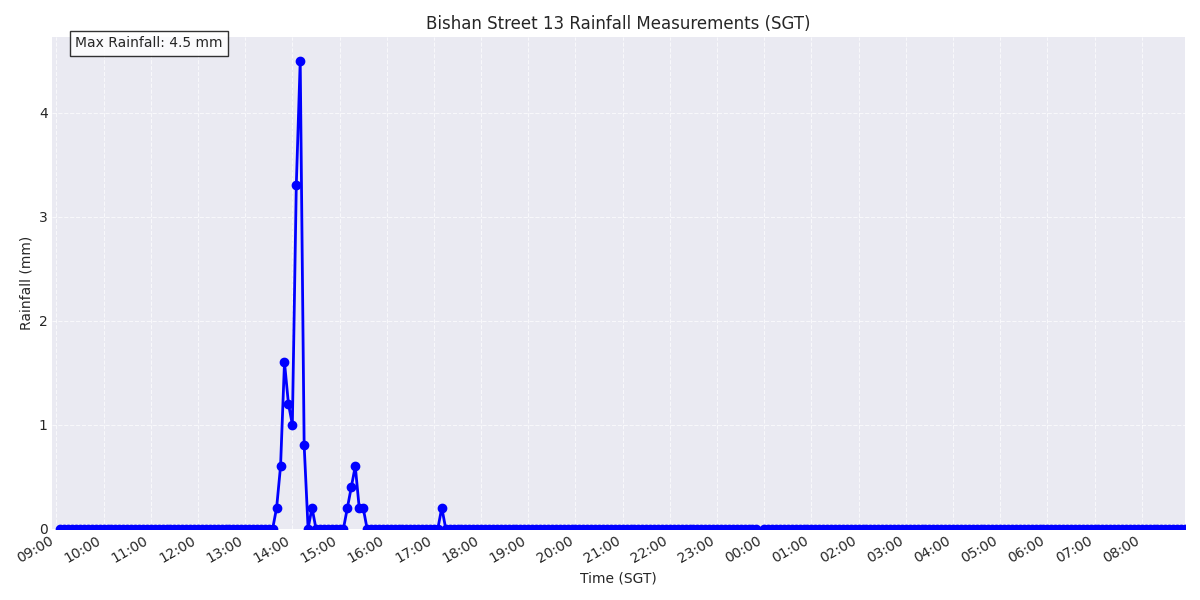 Bishan Street 13 Rainfall Measurements (SGT)
Max Rainfall: 4.5 mm
Rainfall (mm)
4
3
2
1
0
09:00 10:00 11:00 12:00 13:00 14:00 15:00 16:00 17:00 18:00 19:00 20:00 21:00 22:00 23:00 00:00 01:00 02:00 03:00 04:00 05:00 06:00 07:00 08:00
Time (SGT)